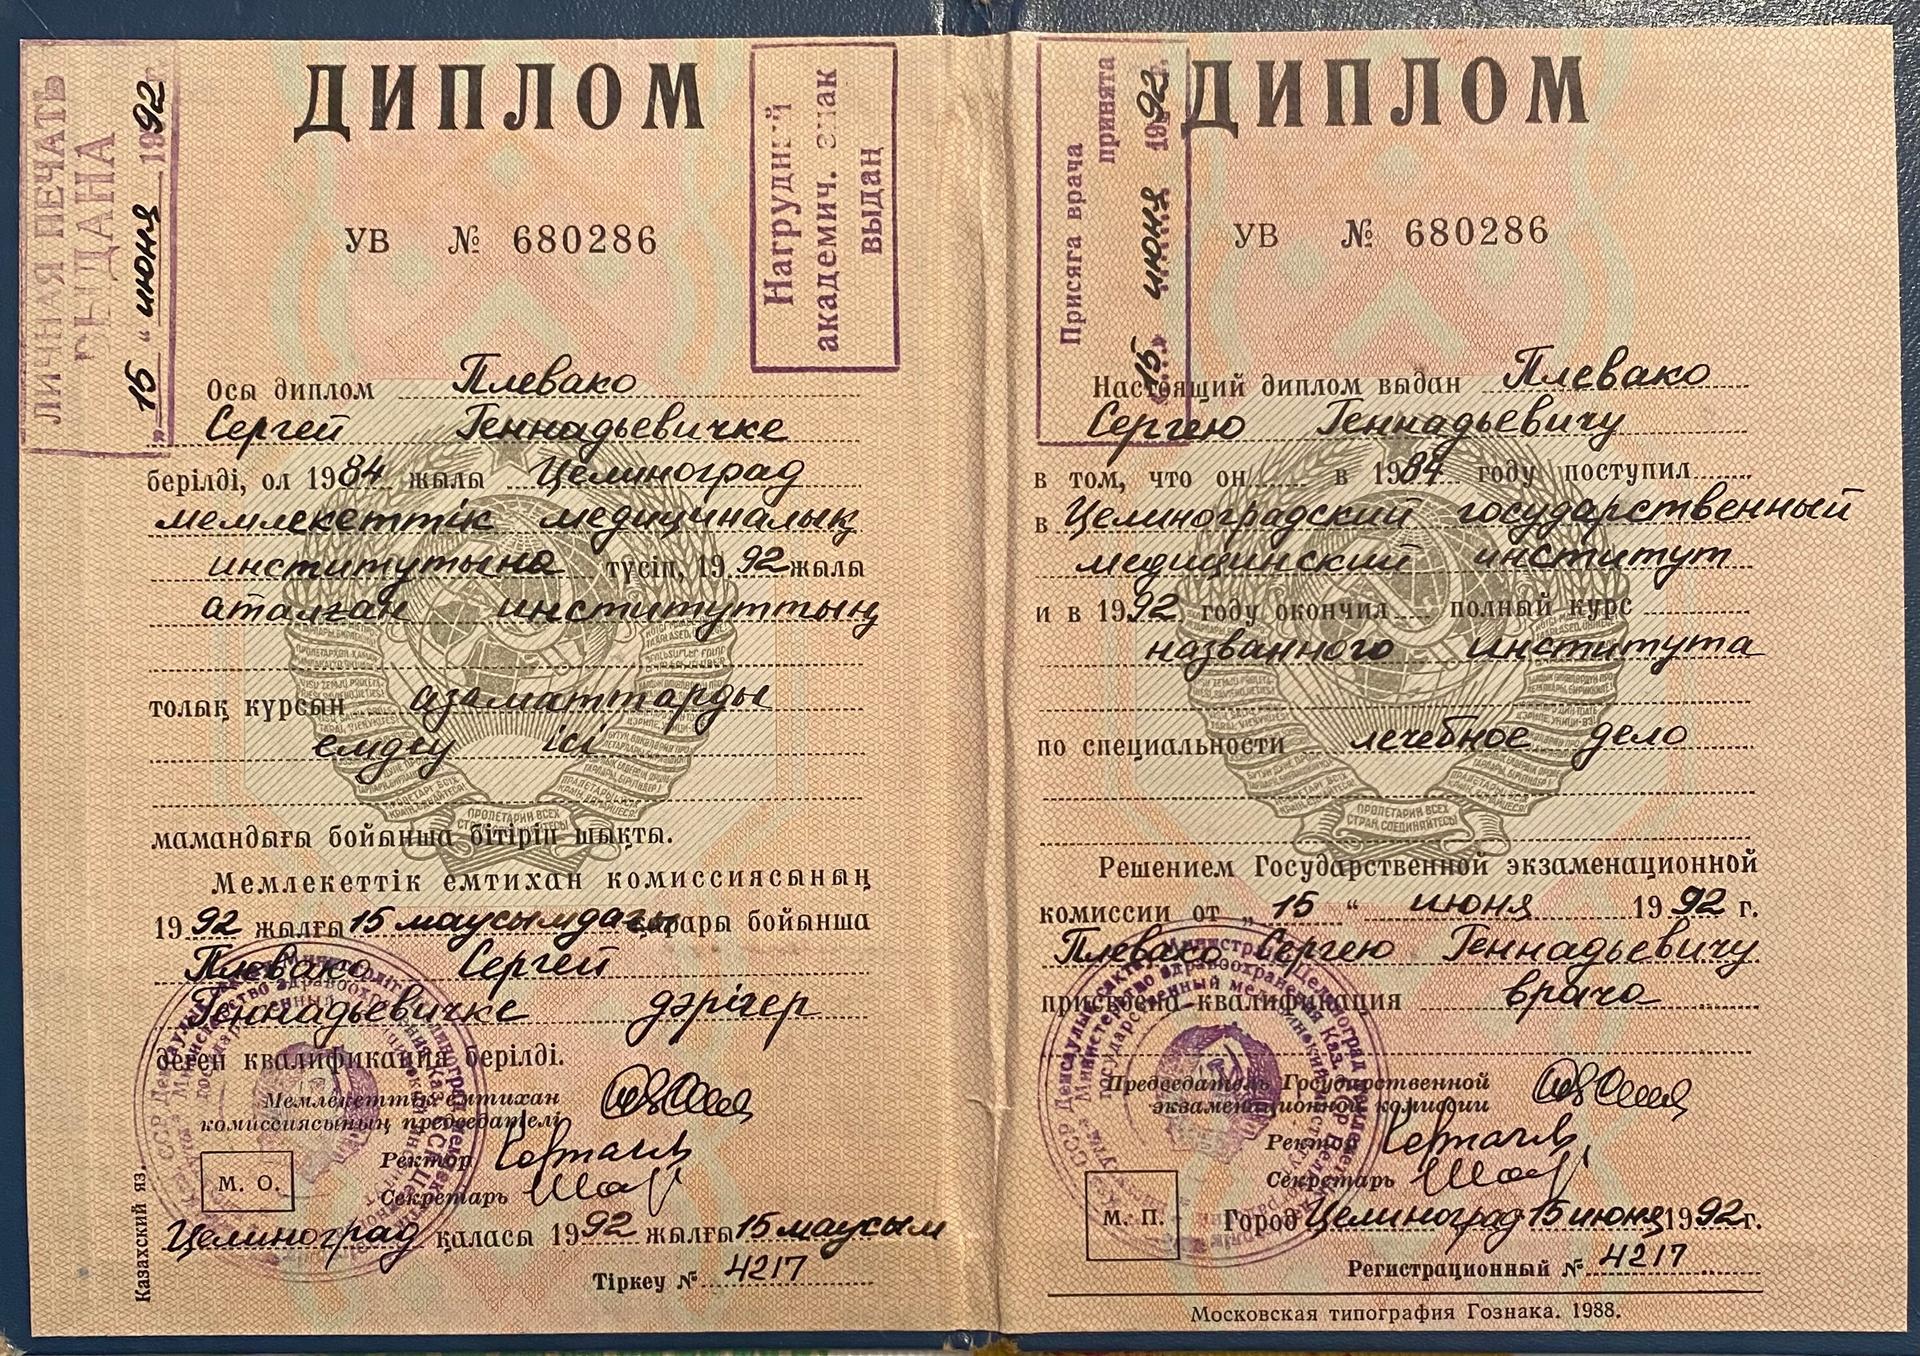 ЛИЧНАЯ ПЕЧАТЬ
ВЫДАНА
„15“ июня 1992 г.
ДИПЛОМ
Нагрудный
академич. знак
выдан
УВ № 680286
Осы диплом Плевако
Сергей Геннадьевичке
берілді, ол 1984 жылы Целиноград
мемлекеттік медициналық
институтына түсіп, 1992 жылы
аталған институттың
толық курсын азаматтарды
емдеу ісі
мамандығы бойынша бітіріп шықты.
Мемлекеттік емтихан комиссиясының
1992 жылғы 15 маусымдағы қарары бойынша
Плевако Сергей
Геннадьевичке дәрігер
деген квалификация берілді.
Мемлекеттік емтихан
комиссиясының председателі
Ректор
Секретарь
М. О.
Целиноград қаласы 1992 жылғы 15 маусым
Тіркеу № 4217
Казахский яз.
Присяга врача
принята
«15» июня 1992 г.
ДИПЛОМ
УВ № 680286
Настоящий диплом выдан Плевако
Сергею Геннадьевичу
в том, что он в 1984 году поступил
в Целиноградский государственный
медицинский институт
и в 1992 году окончил полный курс
названного института
по специальности лечебное дело
Решением Государственной экзаменационной
комиссии от „15“ июня 1992 г.
Плевако Сергею Геннадьевичу
присвоена квалификация врача
Председатель Государственной
экзаменационной комиссии
Ректор
Секретарь
М. П.
Город Целиноград 15 июня 1992 г.
Регистрационный № 4217
Московская типография Гознака. 1988.
ПРОЛЕТАРИИ ВСЕХ
СТРАН, СОЕДИНЯЙТЕСЬ!